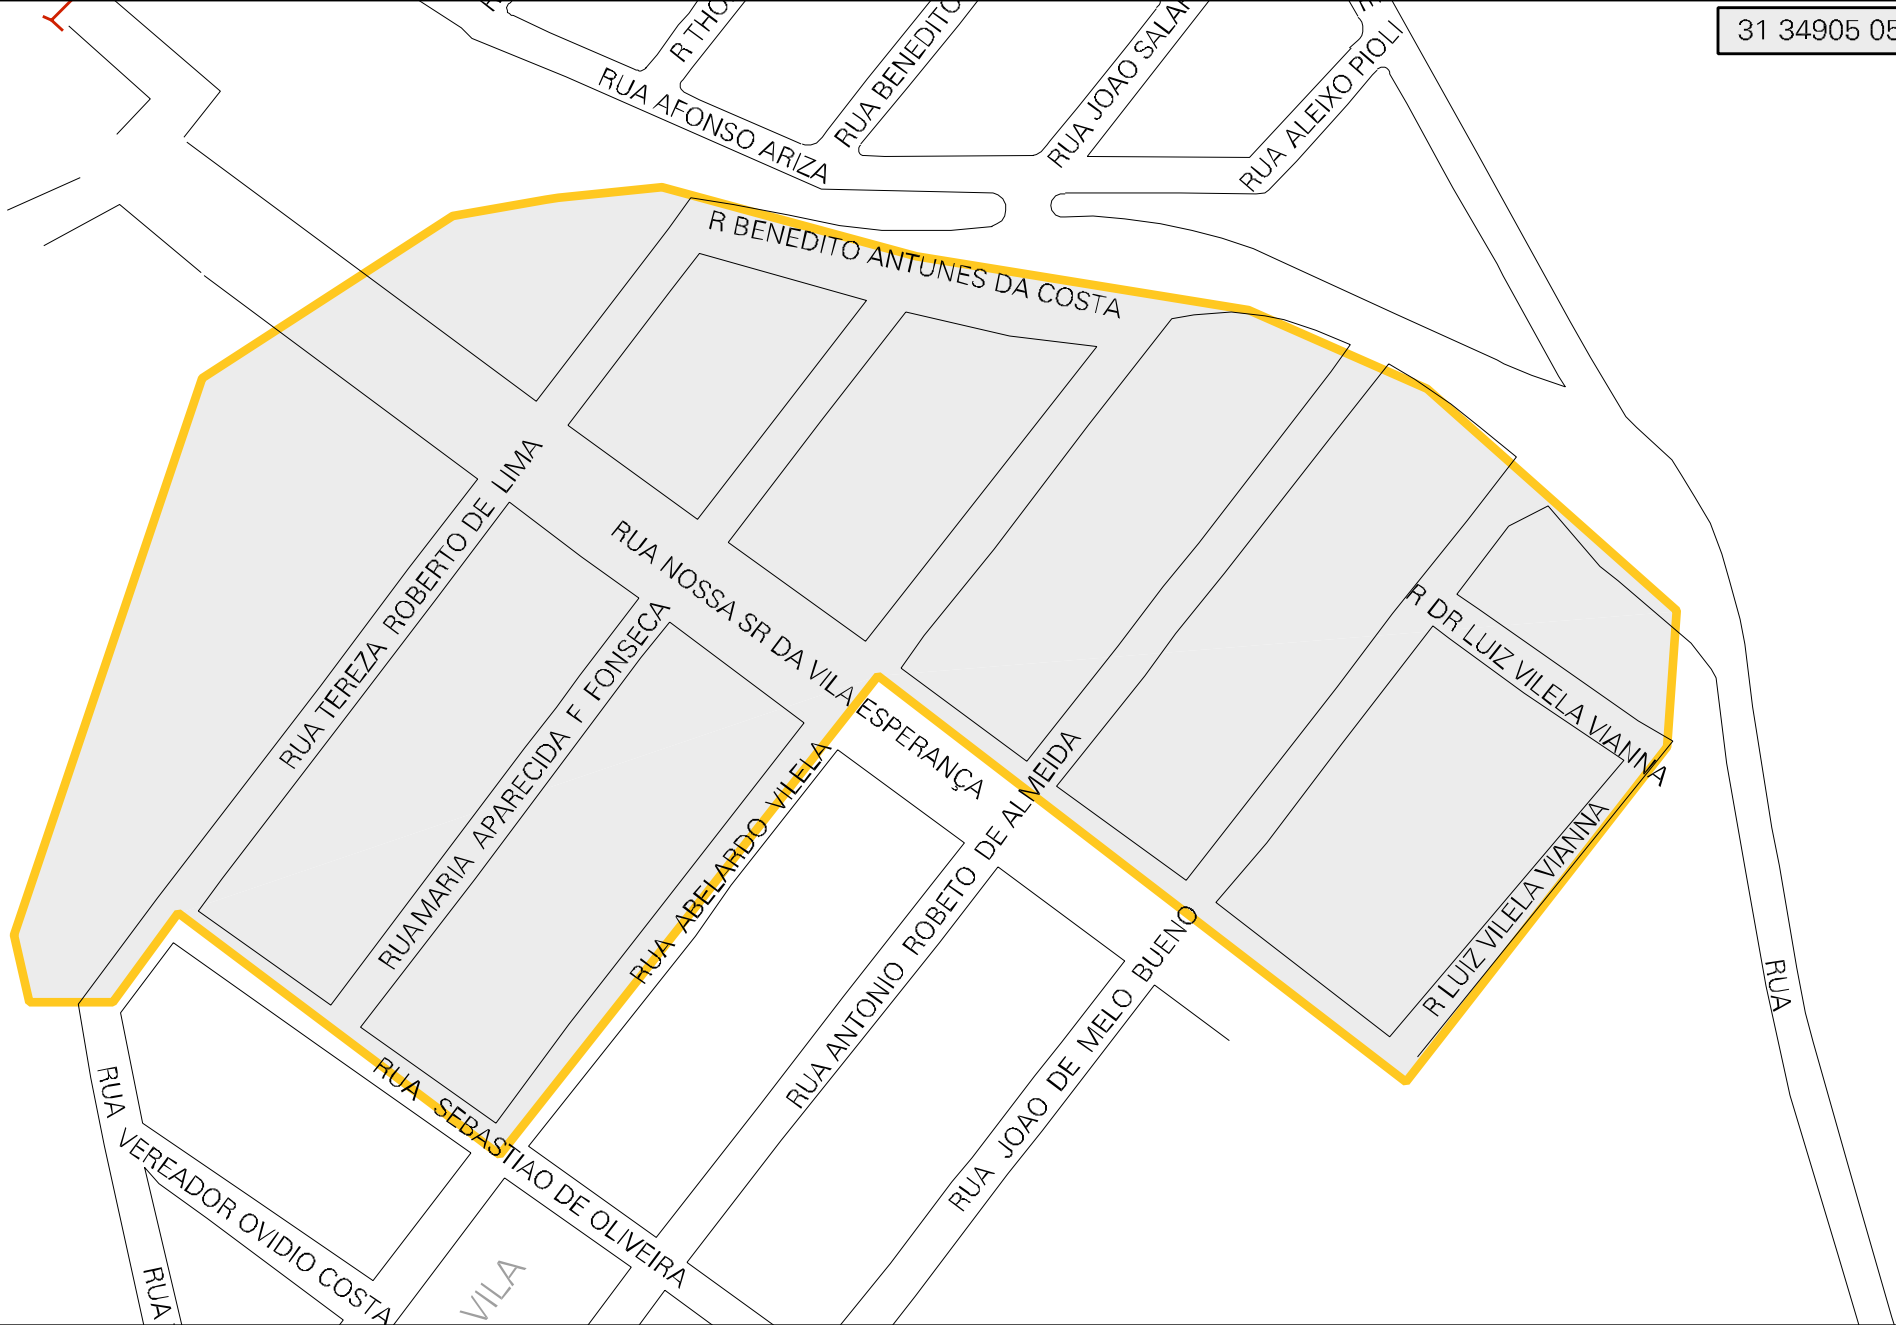 31 34905 05
R THO
RUA BENEDITO
RUA JOAO SALA
RUA ALEIXO PIOLI
RUA AFONSO ARIZA
R BENEDITO ANTUNES DA COSTA
RUA TEREZA ROBERTO DE LIMA
RUA NOSSA SR DA VILA ESPERANÇA
RUAMARIA APARECIDA F FONSECA
R DR LUIZ VILELA VIANNA
RUA ABELARDO VILELA
RUA ANTONIO ROBETO DE ALMEIDA
R LUIZ VILELA VIANNA
RUA JOAO DE MELO BUENO
RUA
RUA SEBASTIAO DE OLIVEIRA
RUA
VEREADOR OVIDIO COSTA
RUA
VILA